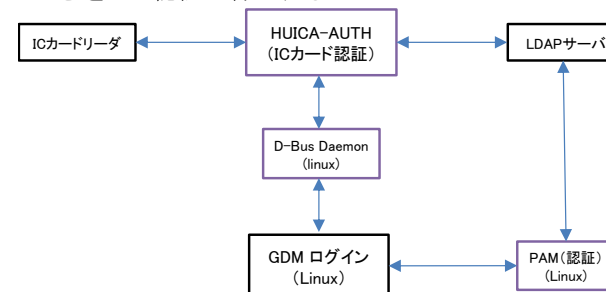 ICカードリーダ
HUICA-AUTH
(ICカード認証)
LDAPサーバ
D-Bus Daemon
(linux)
GDM ログイン
(Linux)
PAM(認証)
(Linux)